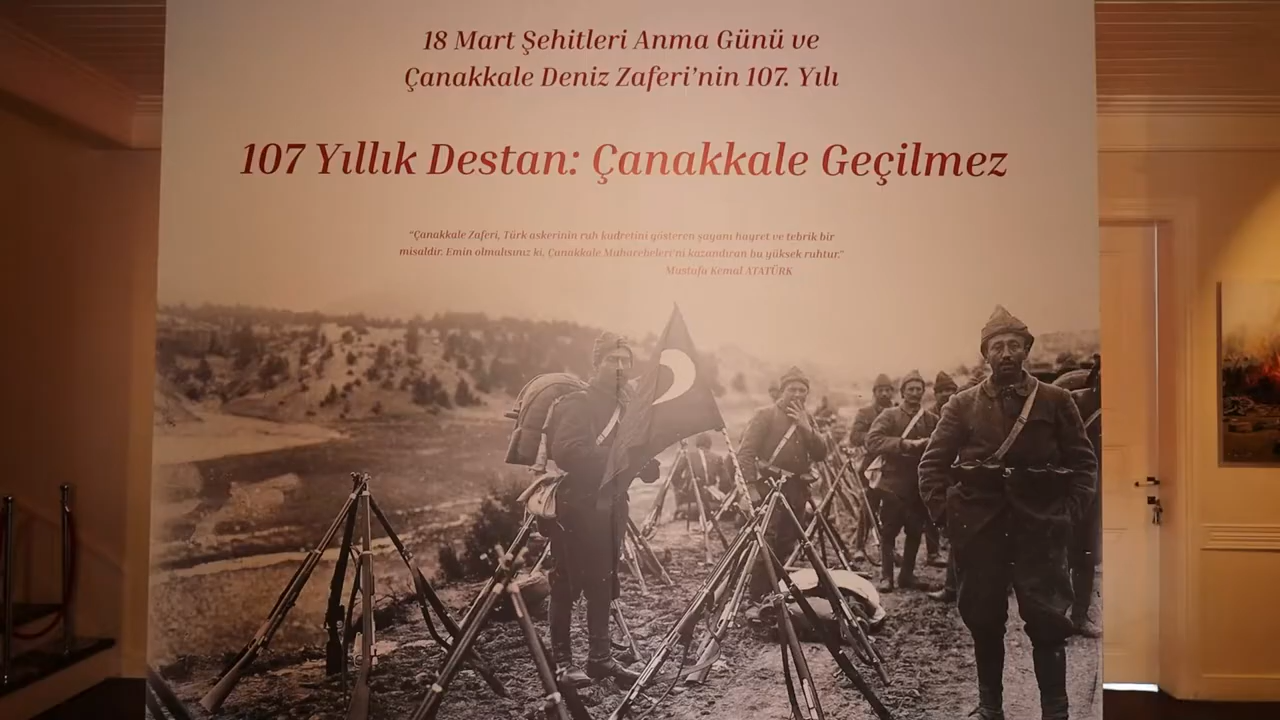 18 Mart Şehitleri Anma Günü ve
Çanakkale Deniz Zaferi’nin 107. Yılı
107 Yıllık Destan: Çanakkale Geçilmez
“Çanakkale Zaferi, Türk askerinin ruh kudretini gösteren şayanı hayret ve tebrik bir
misaldir. Emin olmalısınız ki, Çanakkale Muharebeleri’ni kazandıran bu yüksek ruhtur.”
Mustafa Kemal ATATÜRK